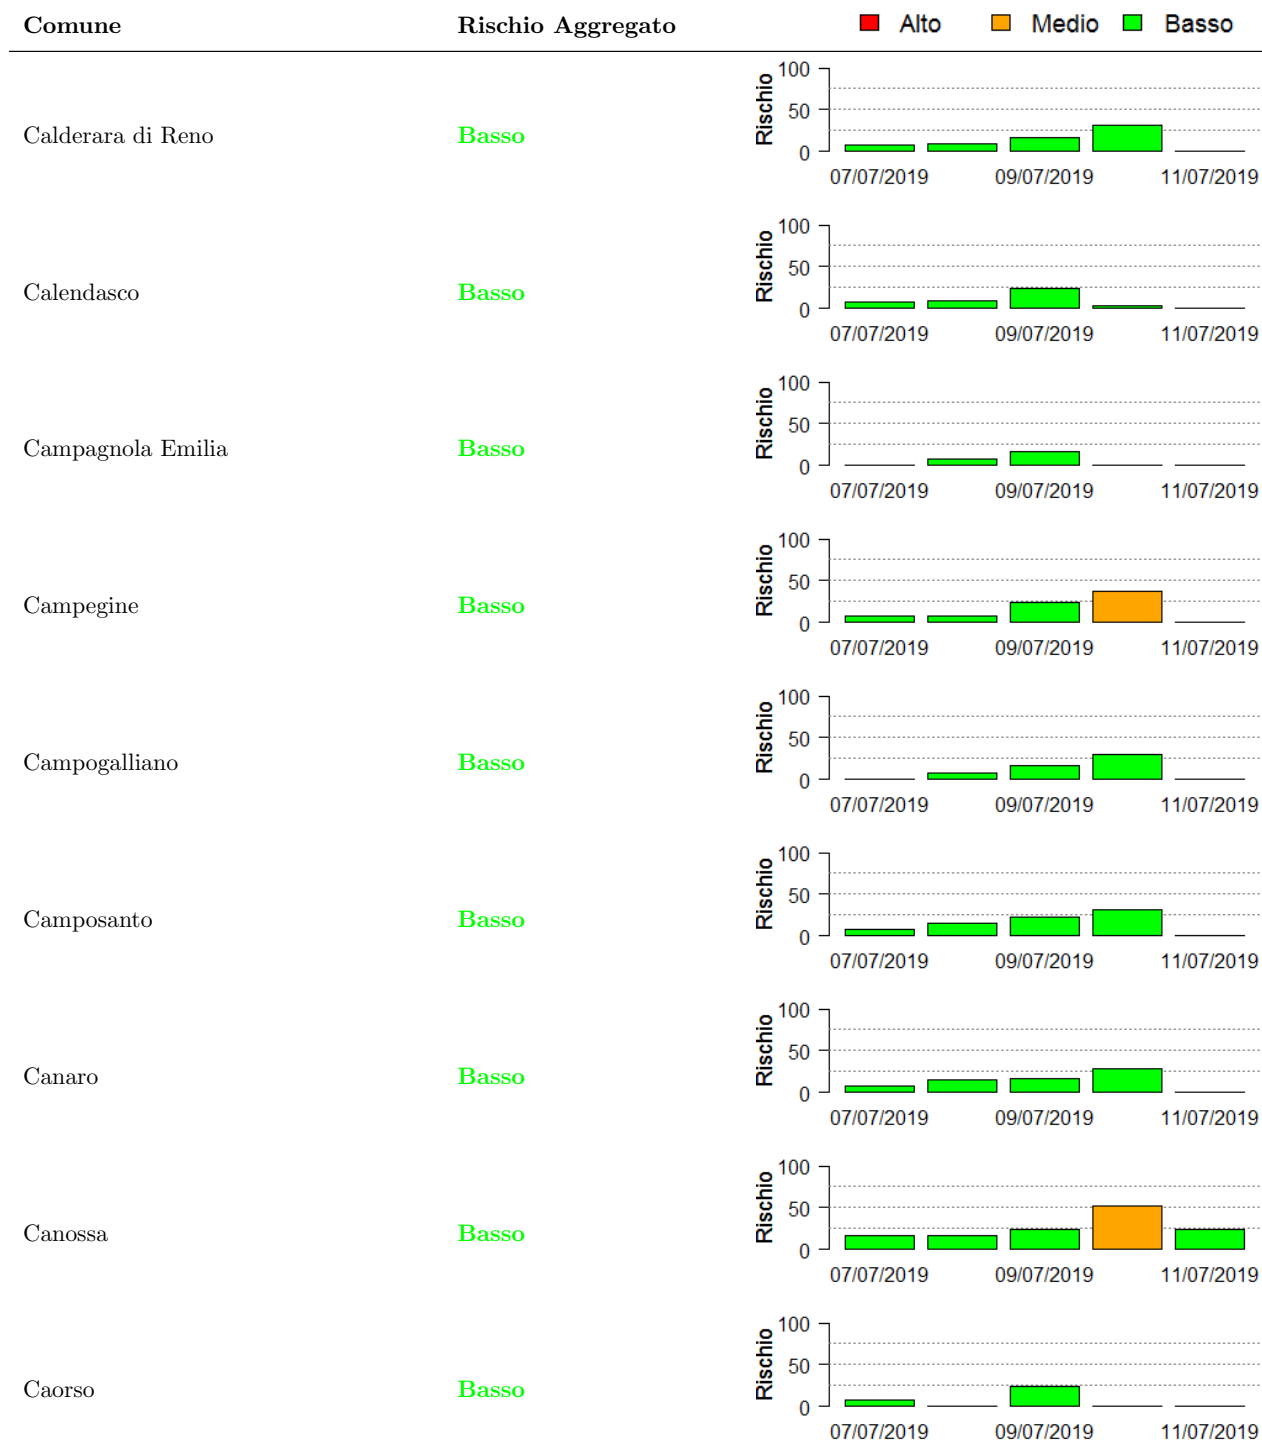 Comune Rischio Aggregato Alto Medio Basso
100
50
0
Rischio
Calderara di Reno Basso
07/07/2019 09/07/2019 11/07/2019
100
50
0
Rischio
Calendasco Basso
07/07/2019 09/07/2019 11/07/2019
100
50
0
Rischio
Campagnola Emilia Basso
07/07/2019 09/07/2019 11/07/2019
100
50
0
Rischio
Campegine Basso
07/07/2019 09/07/2019 11/07/2019
100
50
0
Rischio
Campogalliano Basso
07/07/2019 09/07/2019 11/07/2019
100
50
0
Rischio
Camposanto Basso
07/07/2019 09/07/2019 11/07/2019
100
50
0
Rischio
Canaro Basso
07/07/2019 09/07/2019 11/07/2019
100
50
0
Rischio
Canossa Basso
07/07/2019 09/07/2019 11/07/2019
100
50
0
Rischio
Caorso Basso
07/07/2019 09/07/2019 11/07/2019